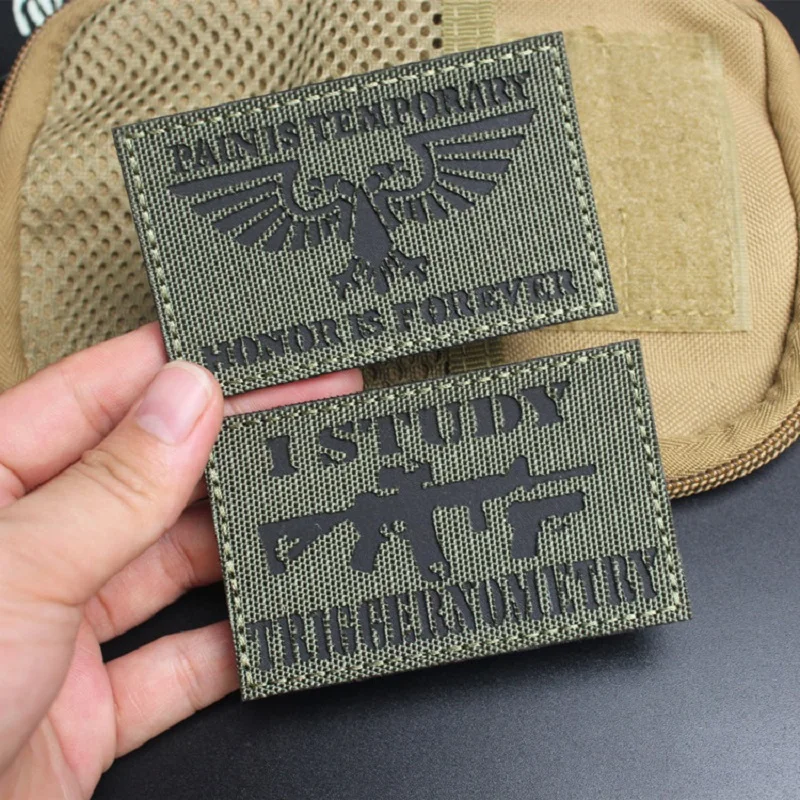 PAIN IS TEMPORARY
HONOR IS FOREVER
I STUDY
TRIGGERNOMETRY